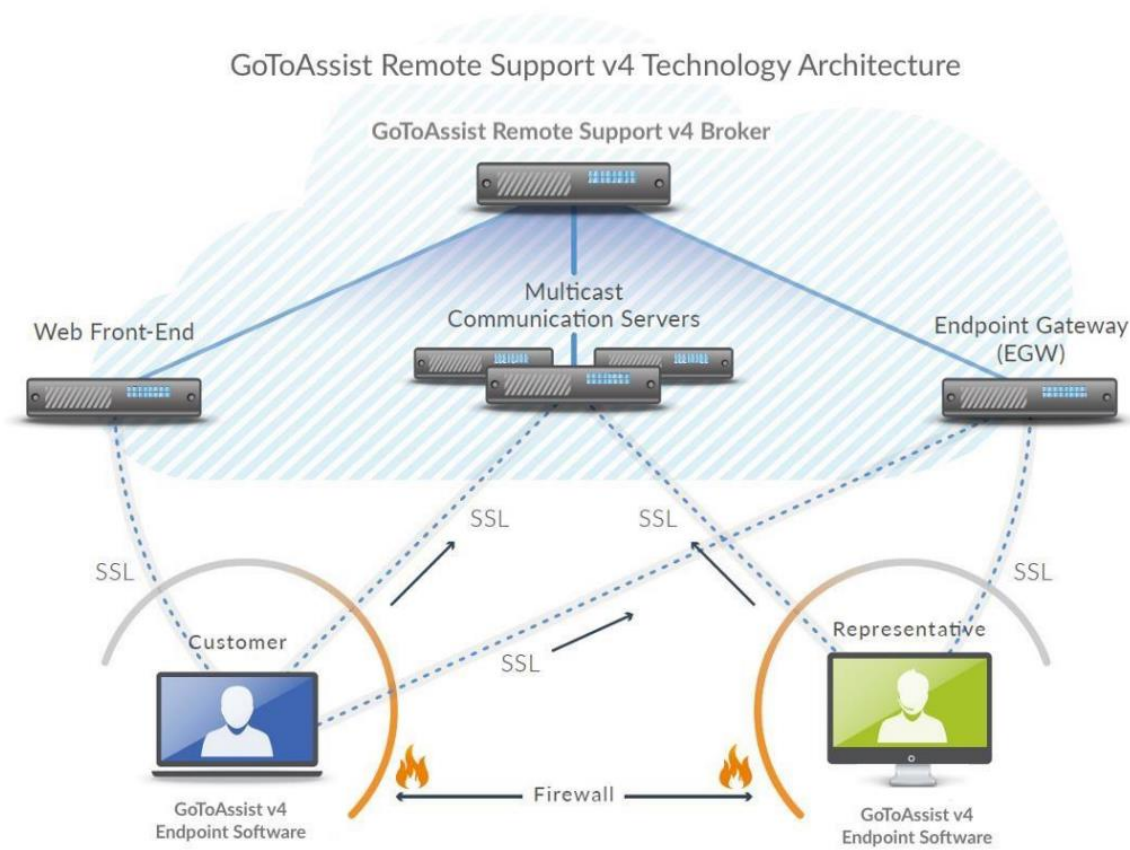 GoToAssist Remote Support v4 Technology Architecture
GoToAssist Remote Support v4 Broker
Multicast
Communication Servers
Web Front-End
Endpoint Gateway
(EGW)
SSL
SSL
SSL
SSL
Customer
Representative
SSL
Firewall
GoToAssist v4
Endpoint Software
GoToAssist v4
Endpoint Software